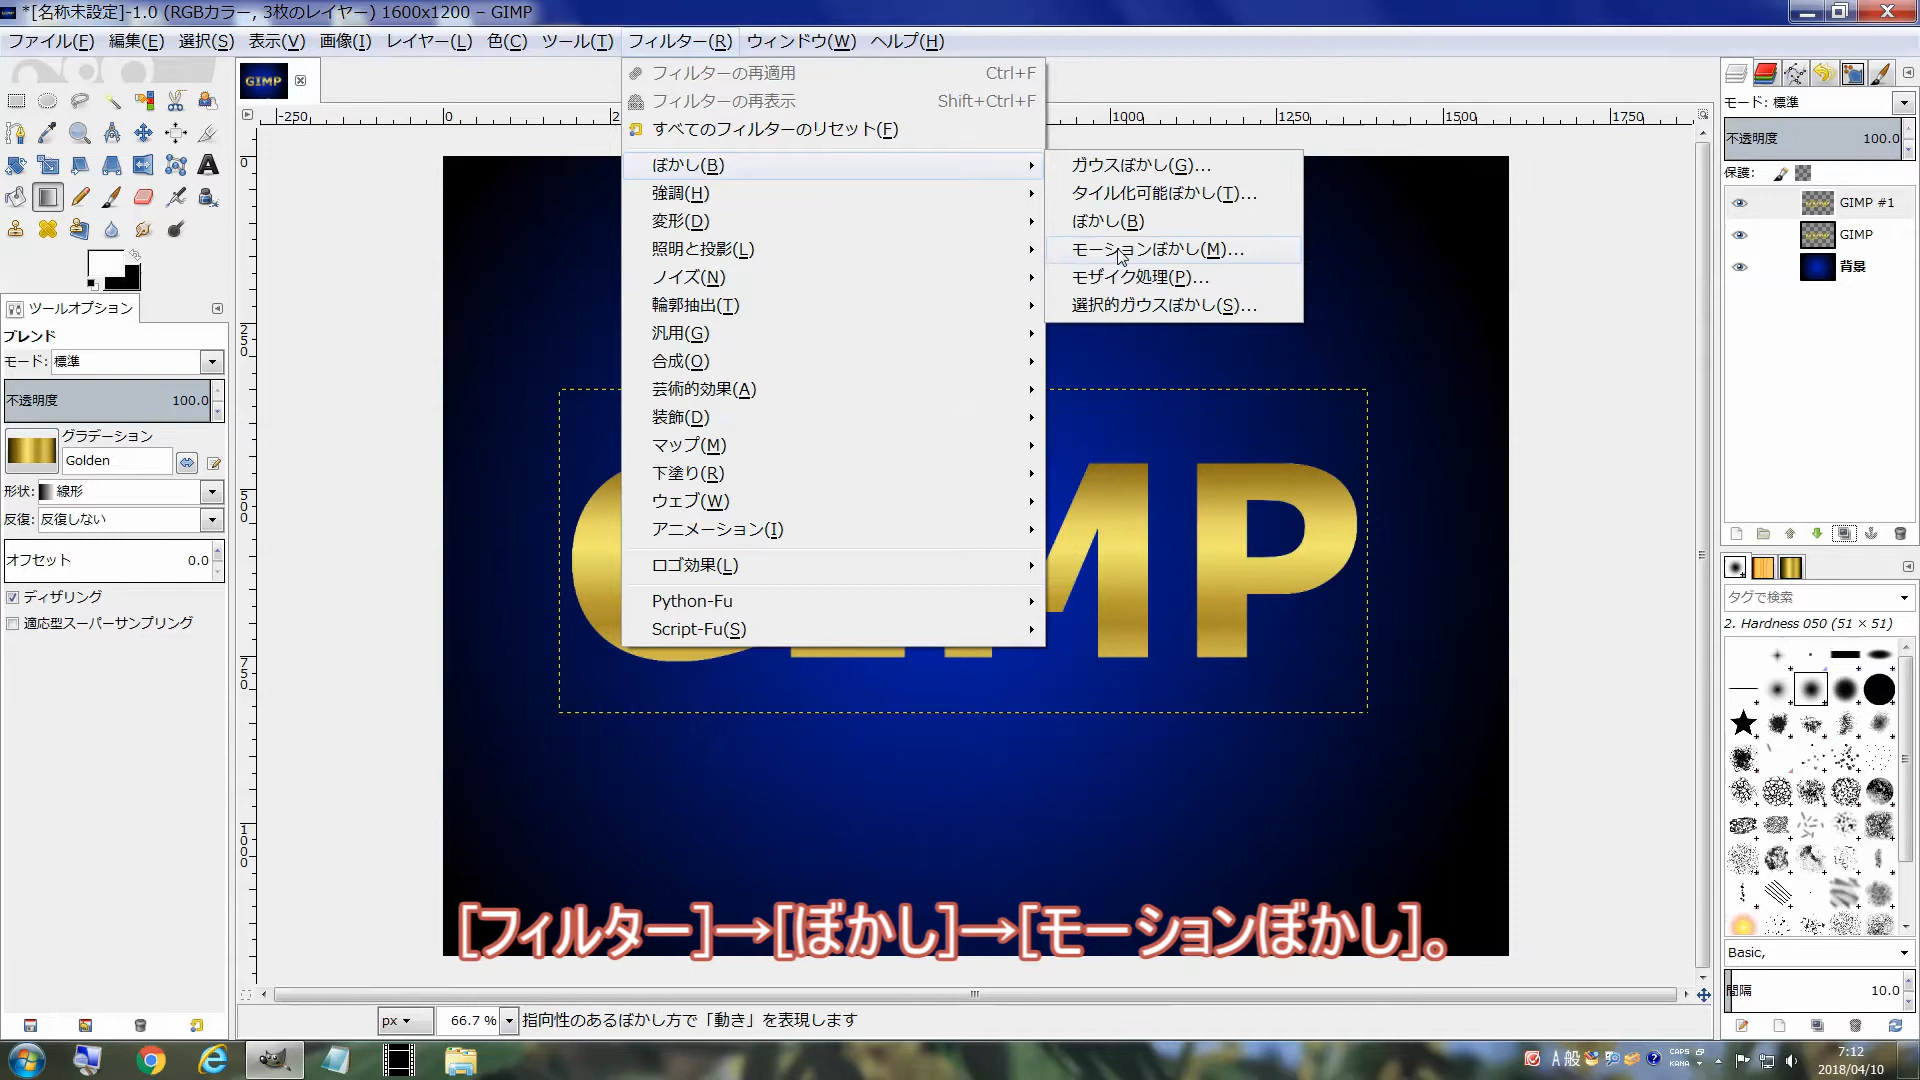 *[名称未設定]-1.0 (RGBカラー, 3枚のレイヤー) 1600x1200 – GIMP
ファイル(F) 編集(E) 選択(S) 表示(V) 画像(I) レイヤー(L) 色(C) ツール(T) フィルター(R) ウィンドウ(W) ヘルプ(H)
GIMP
フィルターの再適用 Ctrl+F
フィルターの再表示 Shift+Ctrl+F
すべてのフィルターのリセット(F)
ぼかし(B)
強調(H)
変形(D)
照明と投影(L)
ノイズ(N)
輪郭抽出(T)
汎用(G)
合成(O)
芸術的効果(A)
装飾(D)
マップ(M)
下塗り(R)
ウェブ(W)
アニメーション(I)
ロゴ効果(L)
Python-Fu
Script-Fu(S)
ガウスぼかし(G)...
タイル化可能ぼかし(T)...
ぼかし(B)
モーションぼかし(M)...
モザイク処理(P)...
選択的ガウスぼかし(S)...
-250 0 2 1000 1250 1500 1750
0
250
500
750
1000
ツールオプション
ブレンド
モード: 標準
不透明度 100.0
グラデーション
Golden
形状: 線形
反復: 反復しない
オフセット 0.0
ディザリング
適応型スーパーサンプリング
MP
[フィルター]→[ぼかし]→[モーションぼかし]。
px 66.7 % 指向性のあるぼかし方で「動き」を表現します
モード: 標準
不透明度 100.0
保護:
GIMP #1
GIMP
背景
タグで検索
2. Hardness 050 (51 × 51)
Basic,
間隔 10.0
A 般 CAPS KANA
7:12
2018/04/10